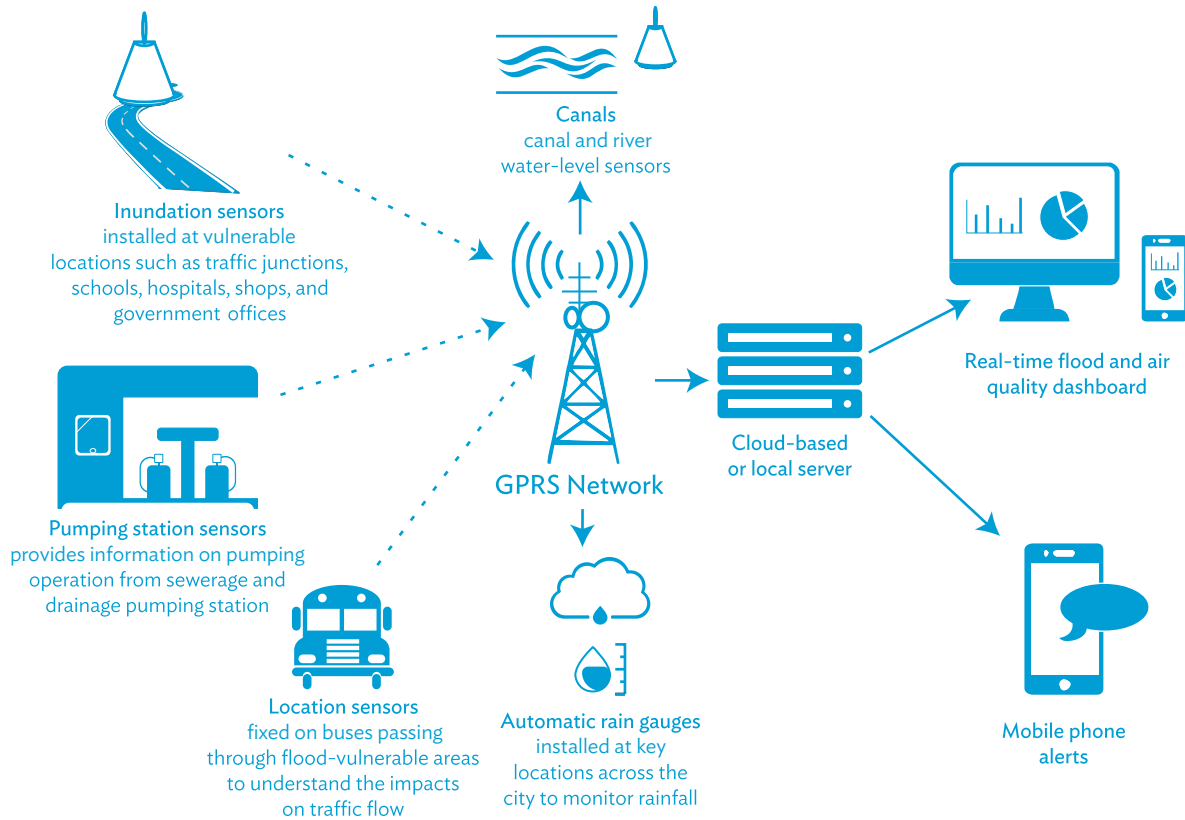 Inundation sensors
installed at vulnerable
locations such as traffic junctions,
schools, hospitals, shops, and
government offices
Canals
canal and river
water-level sensors
GPRS Network
Pumping station sensors
provides information on pumping
operation from sewerage and
drainage pumping station
Location sensors
fixed on buses passing
through flood-vulnerable areas
to understand the impacts
on traffic flow
Automatic rain gauges
installed at key
locations across the
city to monitor rainfall
Cloud-based
or local server
Real-time flood and air
quality dashboard
Mobile phone
alerts